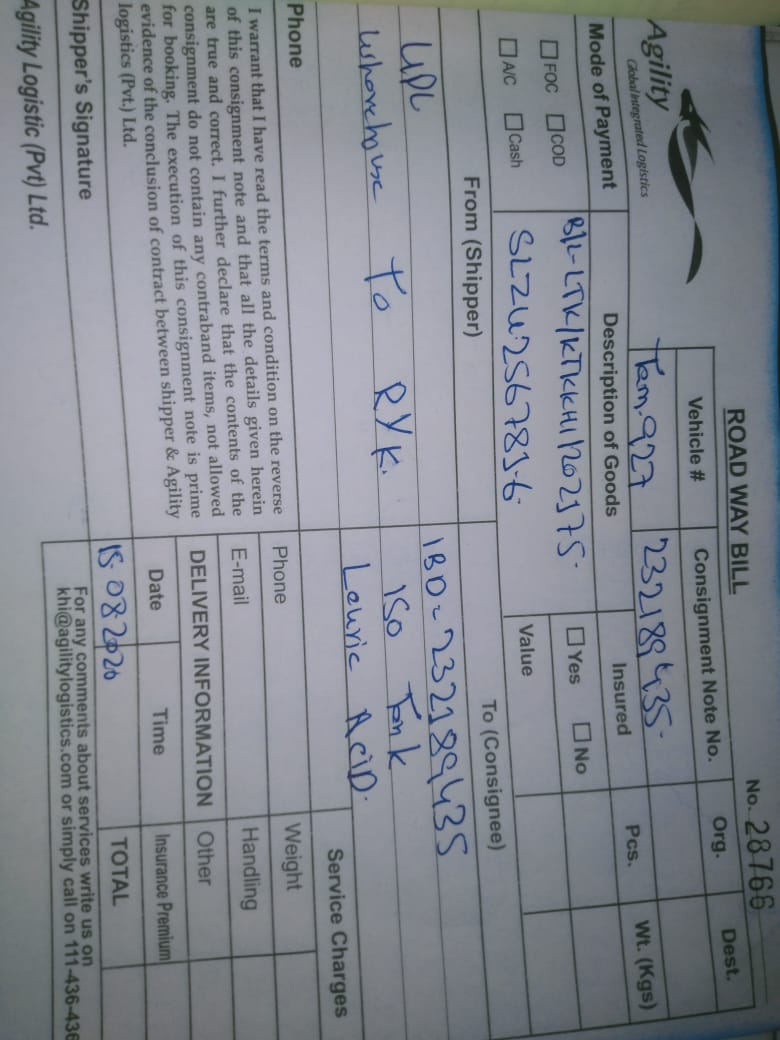 No. 28766
ROAD WAY BILL
Agility
Global Integrated Logistics
Vehicle #
Consignment Note No.
Org.
Dest.
927
232189435
Mode of Payment
Description of Goods
Insured
Pcs.
Wt. (Kgs)
FOC COD
B/L-LTK/KTKKHI/202175
Yes No
A/C Cash
SLZU 256781-6
Value
From (Shipper)
To (Consignee)
UPL
IBD = 232189435
Wharehouse To RYK.
ISO Tank
Lauric AciD.
Service Charges
Phone
Phone
Weight
I warrant that I have read the terms and condition on the reverse
of this consignment note and that all the details given herein
are true and correct. I further declare that the contents of the
consignment do not contain any contraband items, not allowed
for booking. The execution of this consignment note is prime
evidence of the conclusion of contract between shipper & Agility
logistics (Pvt.) Ltd.
E-mail
Handling
DELIVERY INFORMATION
Other
Date
Time
Insurance Premium
15-08-2020
TOTAL
Shipper's Signature
For any comments about services write us on
khi@agilitylogistics.com or simply call on 111-436-436
Agility Logistic (Pvt) Ltd.